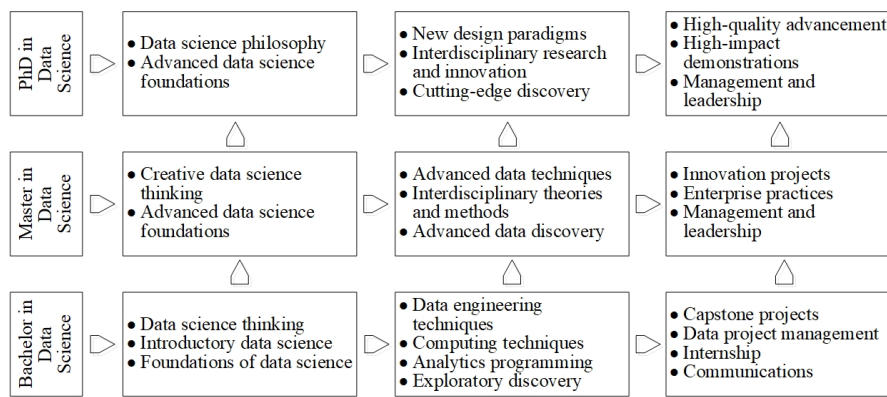 PhD in
Data
Science
● Data science philosophy
● Advanced data science
foundations
● New design paradigms
● Interdisciplinary research
and innovation
● Cutting-edge discovery
● High-quality advancement
● High-impact
demonstrations
● Management and
leadership
Master in
Data
Science
● Creative data science
thinking
● Advanced data science
foundations
● Advanced data techniques
● Interdisciplinary theories
and methods
● Advanced data discovery
● Innovation projects
● Enterprise practices
● Management and
leadership
Bachelor in
Data
Science
● Data science thinking
● Introductory data science
● Foundations of data science
● Data engineering
techniques
● Computing techniques
● Analytics programming
● Exploratory discovery
● Capstone projects
● Data project management
● Internship
● Communications